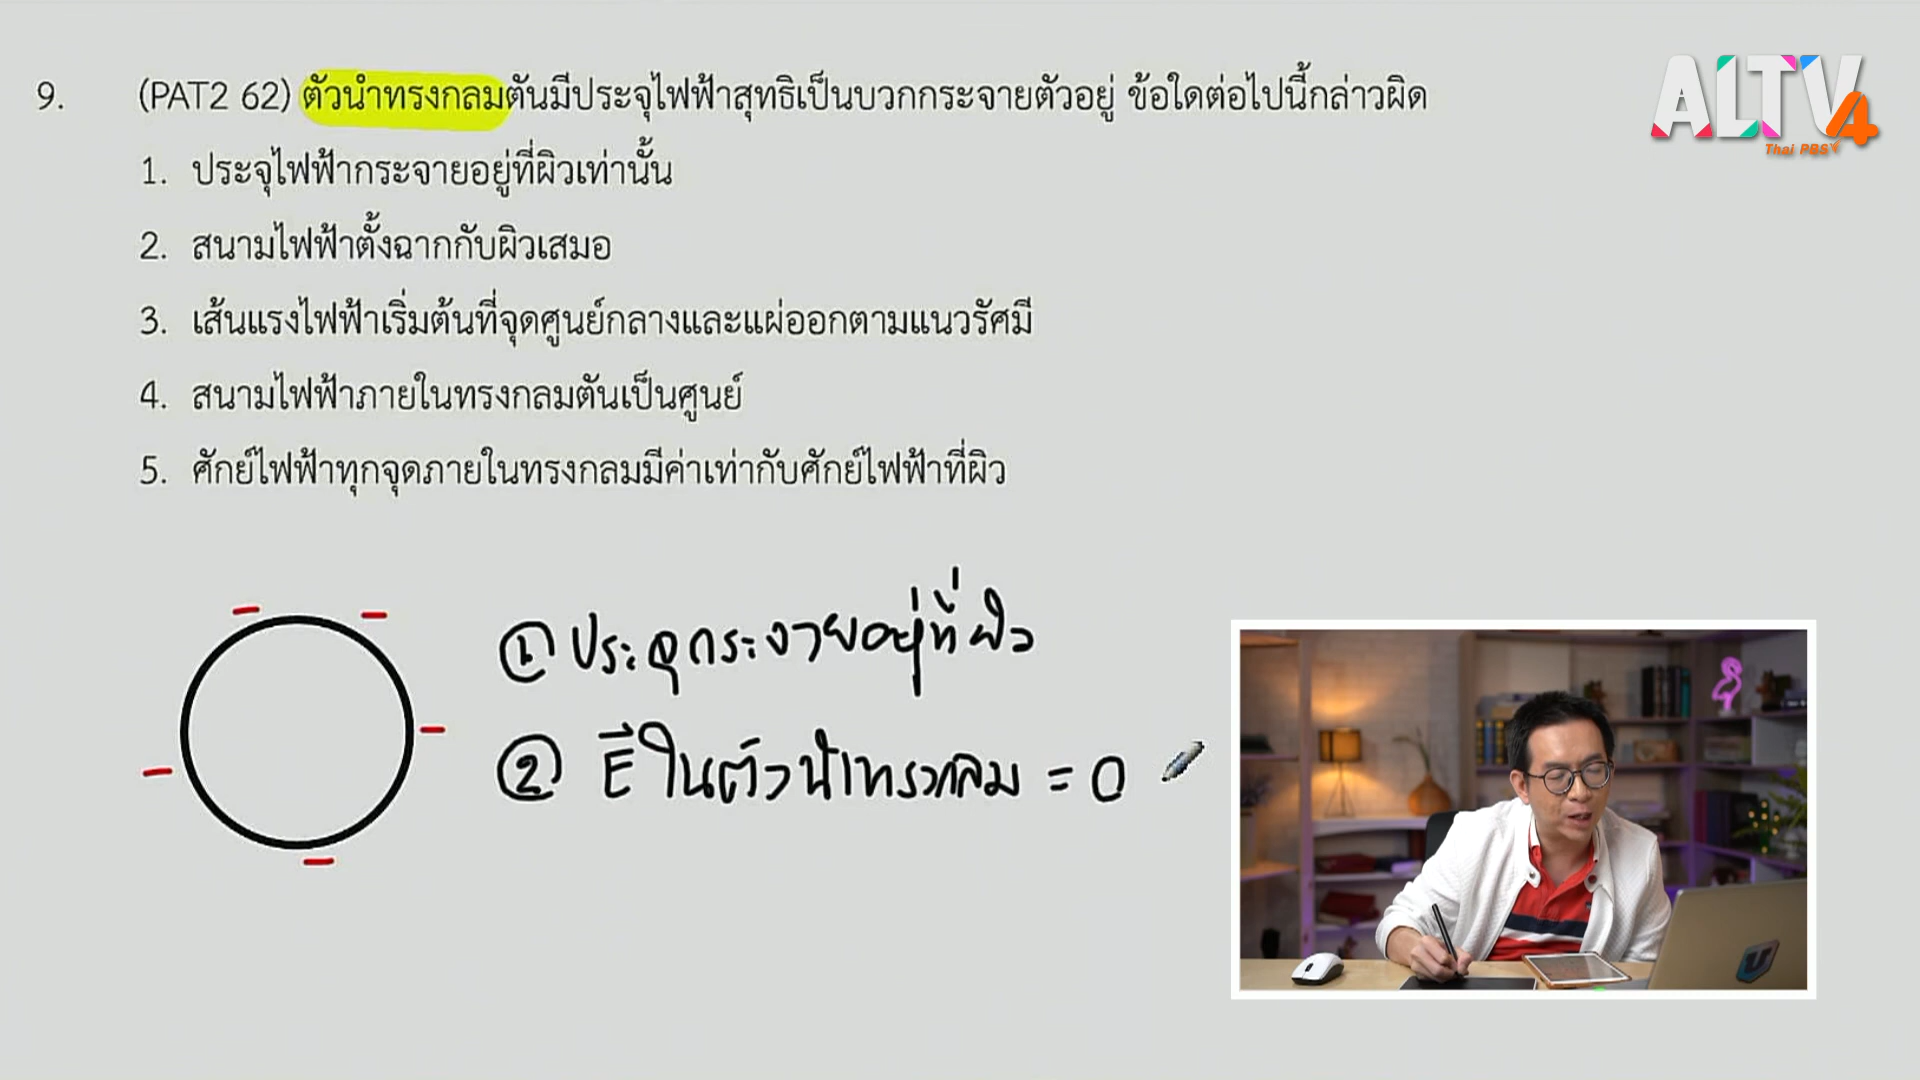 9. (PAT2 62) ตัวนำทรงกลมตันมีประจุไฟฟ้าสุทธิเป็นบวกกระจายตัวอยู่ ข้อใดต่อไปนี้กล่าวผิด
1. ประจุไฟฟ้ากระจายอยู่ที่ผิวเท่านั้น
2. สนามไฟฟ้าตั้งฉากกับผิวเสมอ
3. เส้นแรงไฟฟ้าเริ่มต้นที่จุดศูนย์กลางและแผ่ออกตามแนวรัศมี
4. สนามไฟฟ้าภายในทรงกลมตันเป็นศูนย์
5. ศักย์ไฟฟ้าทุกจุดภายในทรงกลมมีค่าเท่ากับศักย์ไฟฟ้าที่ผิว
ALTV4
Thai PBS
① ประจุกระจายอยู่ที่ผิว
② E ในตัวนำทรงกลม = 0